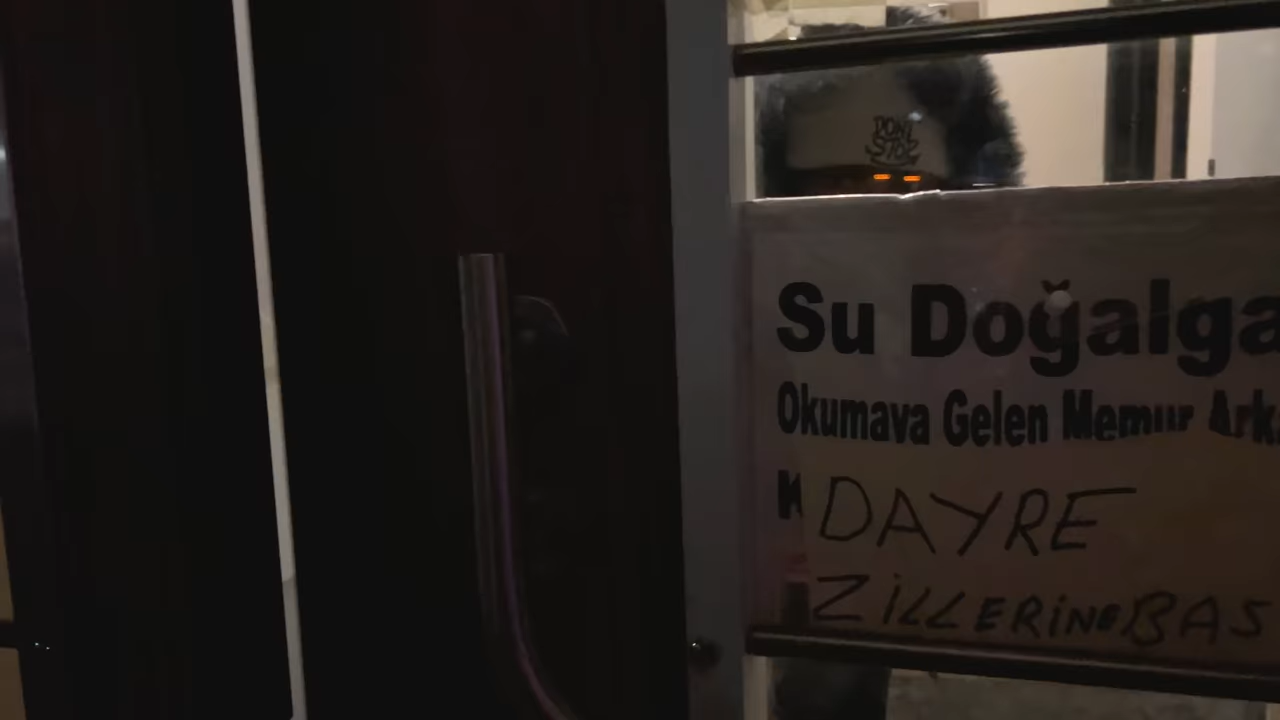 DON'T
STOP
Su Doğalga
Okumaya Gelen Memur Ark
K
DAYRE
ZİLLERİNE BAS